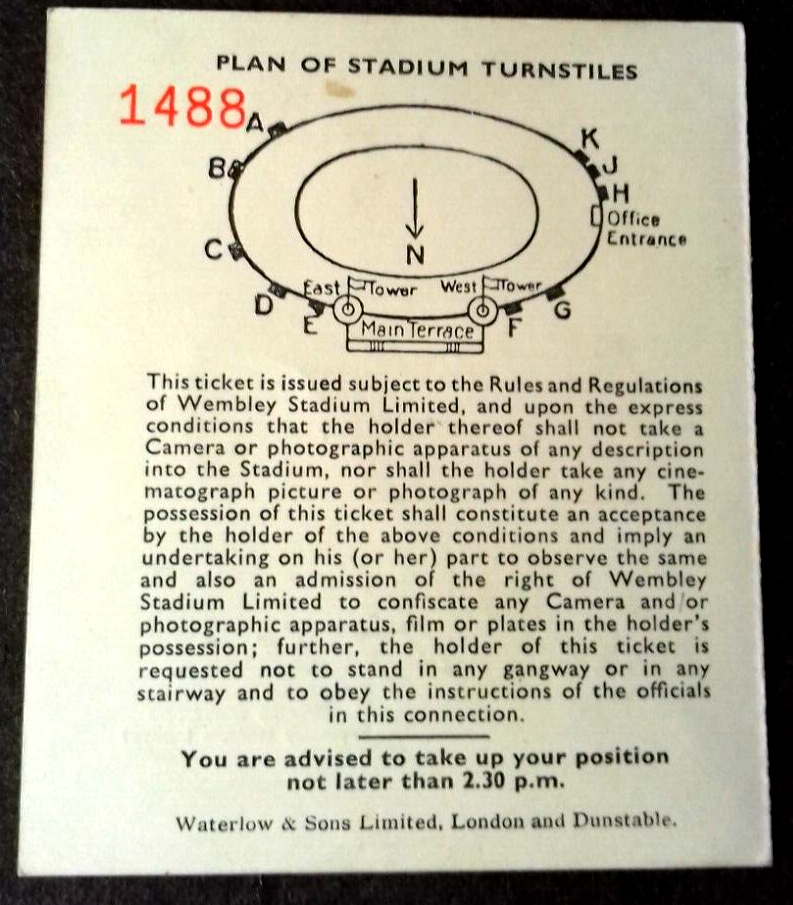 PLAN OF STADIUM TURNSTILES
1488
A
K
B
J
H
Office
Entrance
N
C
East Tower
West Tower
D
G
E
F
Main Terrace
This ticket is issued subject to the Rules and Regulations
of Wembley Stadium Limited, and upon the express
conditions that the holder thereof shall not take a
Camera or photographic apparatus of any description
into the Stadium, nor shall the holder take any cine-
matograph picture or photograph of any kind. The
possession of this ticket shall constitute an acceptance
by the holder of the above conditions and imply an
undertaking on his (or her) part to observe the same
and also an admission of the right of Wembley
Stadium Limited to confiscate any Camera and/or
photographic apparatus, film or plates in the holder's
possession; further, the holder of this ticket is
requested not to stand in any gangway or in any
stairway and to obey the instructions of the officials
in this connection.
You are advised to take up your position
not later than 2.30 p.m.
Waterlow & Sons Limited, London and Dunstable.